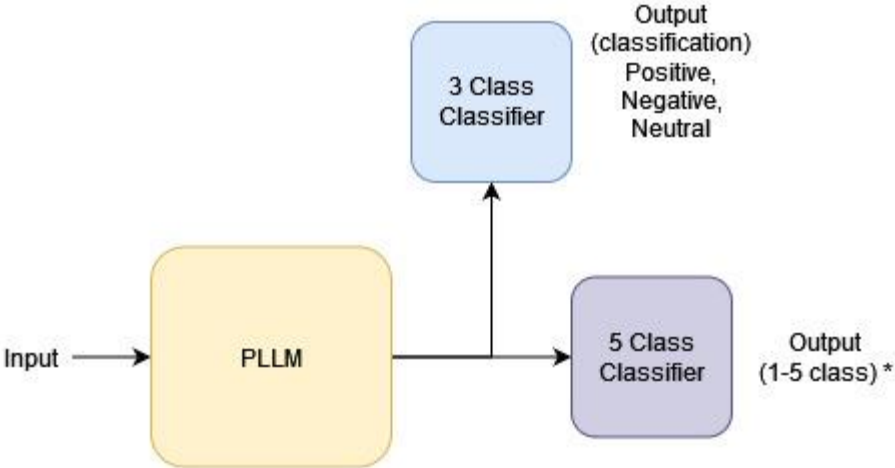 Output
(classification)
Positive,
Negative,
Neutral
3 Class
Classifier
Input
PLLM
5 Class
Classifier
Output
(1-5 class) *